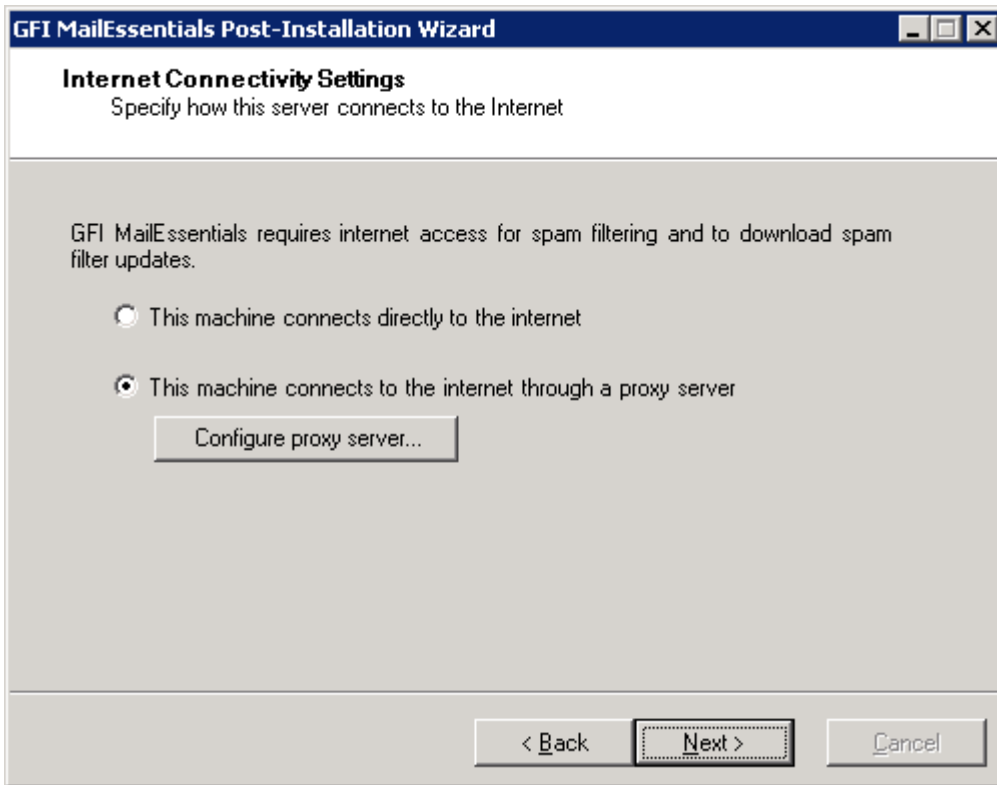 GFI MailEssentials Post-Installation Wizard
Internet Connectivity Settings
Specify how this server connects to the Internet
GFI MailEssentials requires internet access for spam filtering and to download spam
filter updates.
This machine connects directly to the internet
This machine connects to the internet through a proxy server
Configure proxy server...
< Back
Next >
Cancel